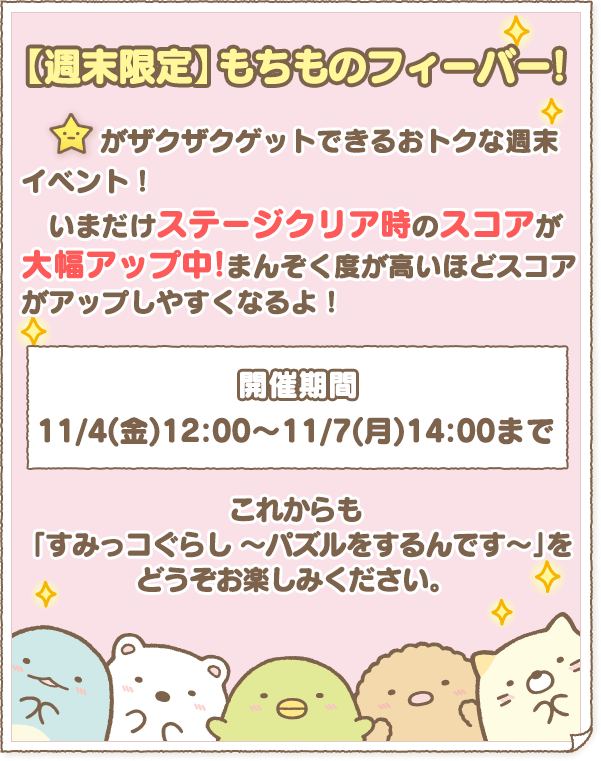 【週末限定】もちものフィーバー!
がザクザクゲットできるおトクな週末
イベント！
いまだけステージクリア時のスコアが
大幅アップ中!まんぞく度が高いほどスコア
がアップしやすくなるよ！
開催期間
11/4(金)12:00～11/7(月)14:00まで
これからも
「すみっコぐらし ～パズルをするんです～」を
どうぞお楽しみください。